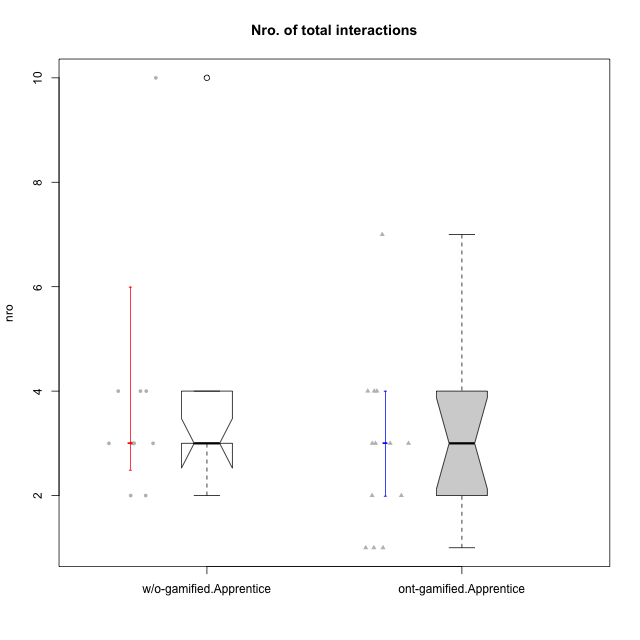 Nro. of total interactions
nro
10
8
6
4
2
w/o-gamified.Apprentice
ont-gamified.Apprentice